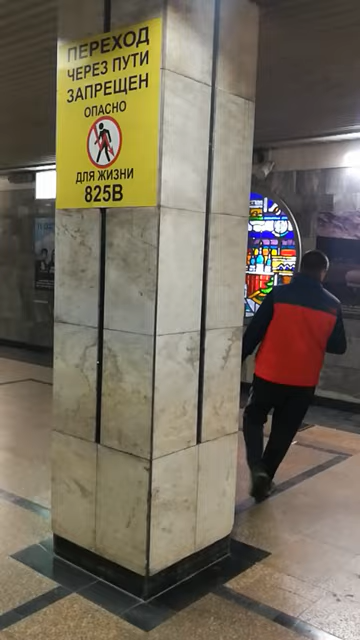 ПЕРЕХОД
ЧЕРЕЗ ПУТИ
ЗАПРЕЩЕН
ОПАСНО
ДЛЯ ЖИЗНИ
825В